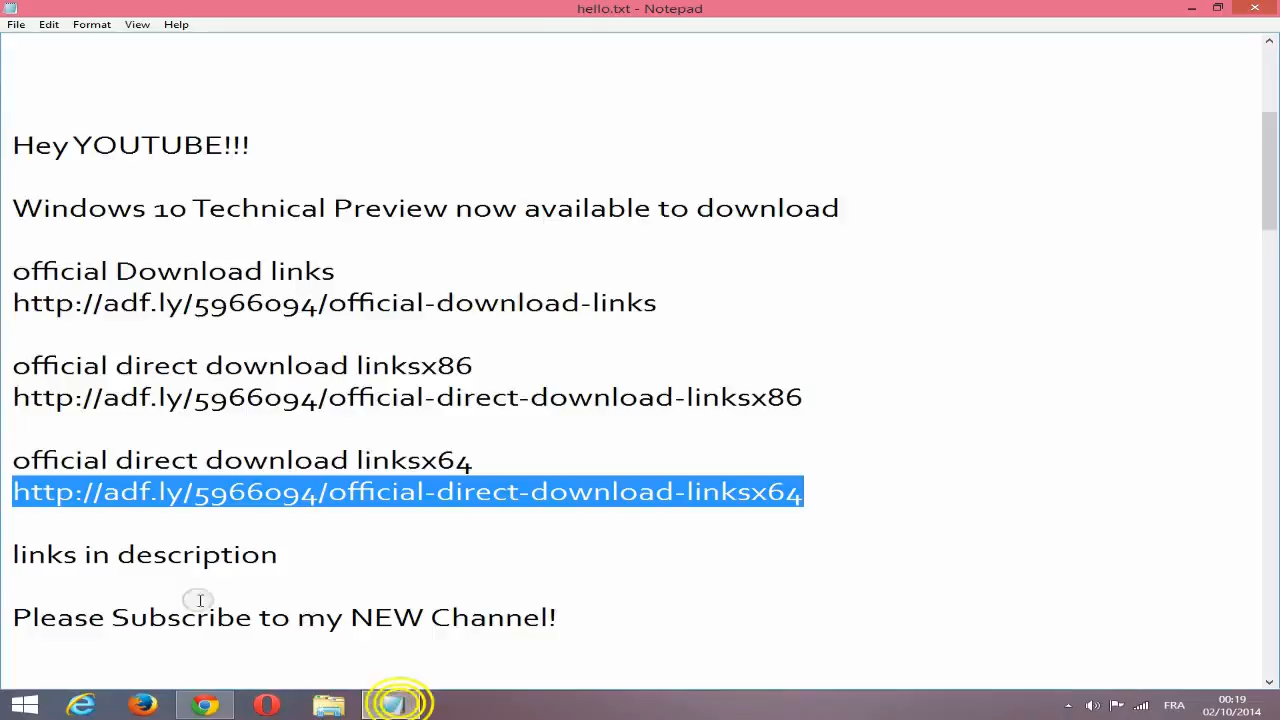 hello.txt - Notepad
File Edit Format View Help
Hey YOUTUBE!!!
Windows 10 Technical Preview now available to download
official Download links
http://adf.ly/5966094/official-download-links
official direct download linksx86
http://adf.ly/5966094/official-direct-download-linksx86
official direct download linksx64
http://adf.ly/5966094/official-direct-download-linksx64
links in description
Please Subscribe to my NEW Channel!
FRA
00:19
02/10/2014